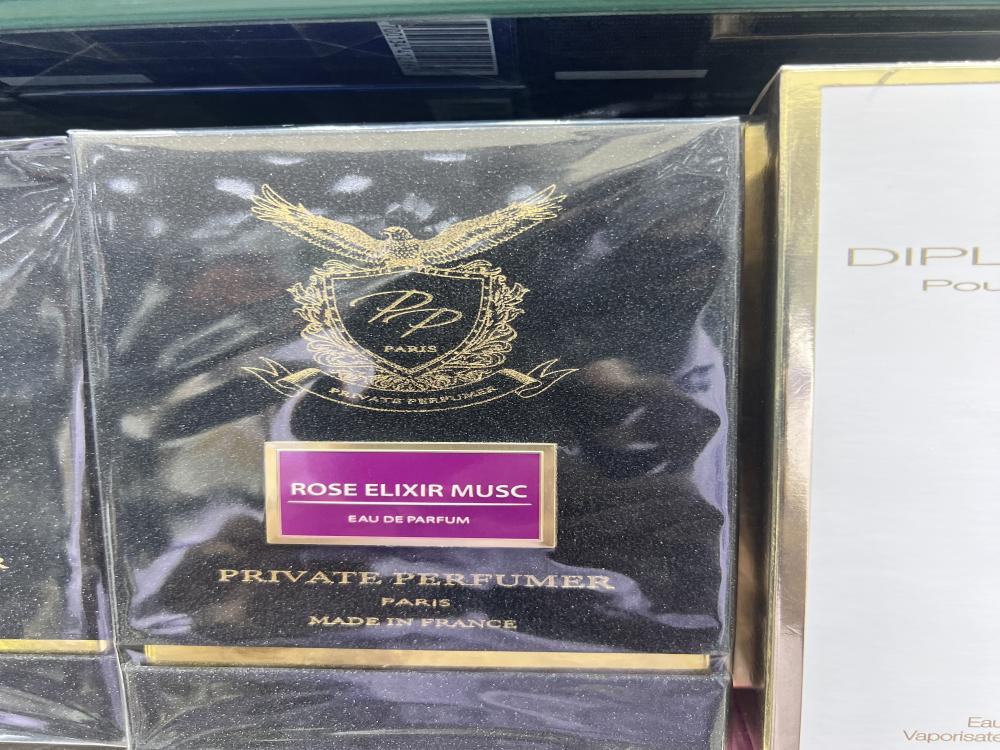 PP
PARIS
PRIVATE PERFUMER
ROSE ELIXIR MUSC
EAU DE PARFUM
PRIVATE PERFUMER
PARIS
MADE IN FRANCE
DIPL
Pou
Eau
Vaporisate